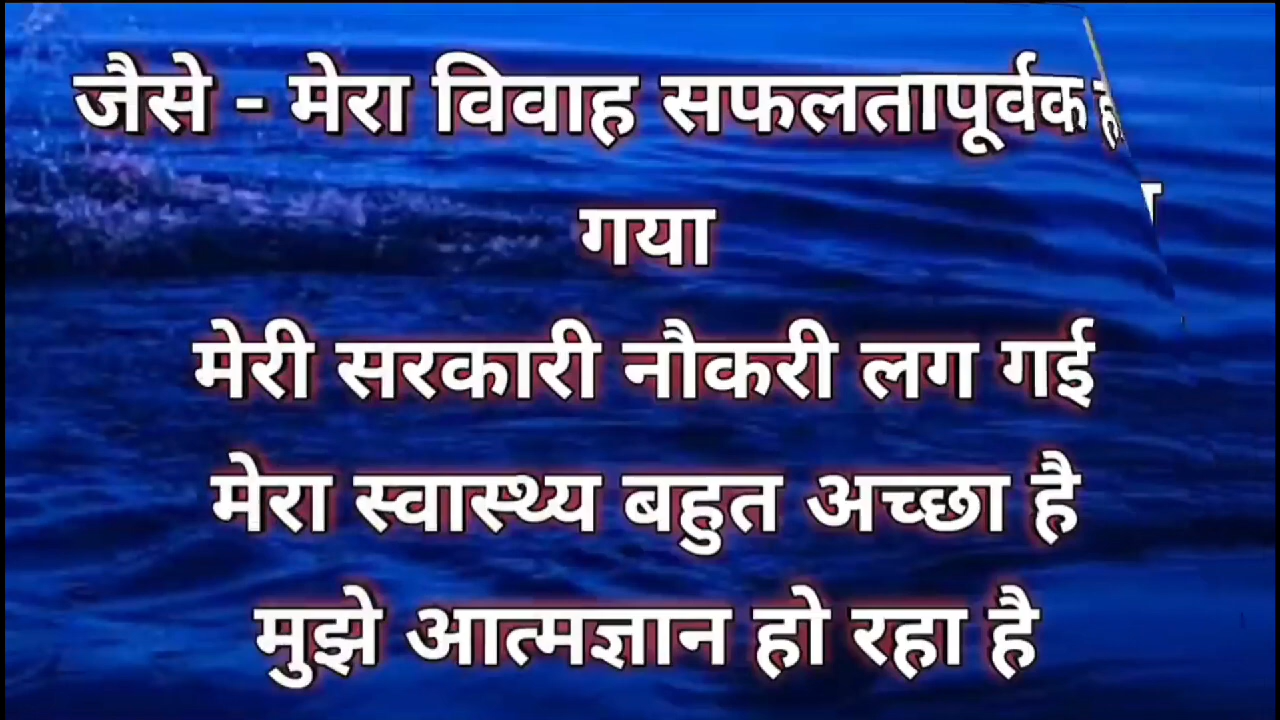 जैसे - मेरा विवाह सफलतापूर्वक
गया
मेरी सरकारी नौकरी लग गई
मेरा स्वास्थ्य बहुत अच्छा है
मुझे आत्मज्ञान हो रहा है